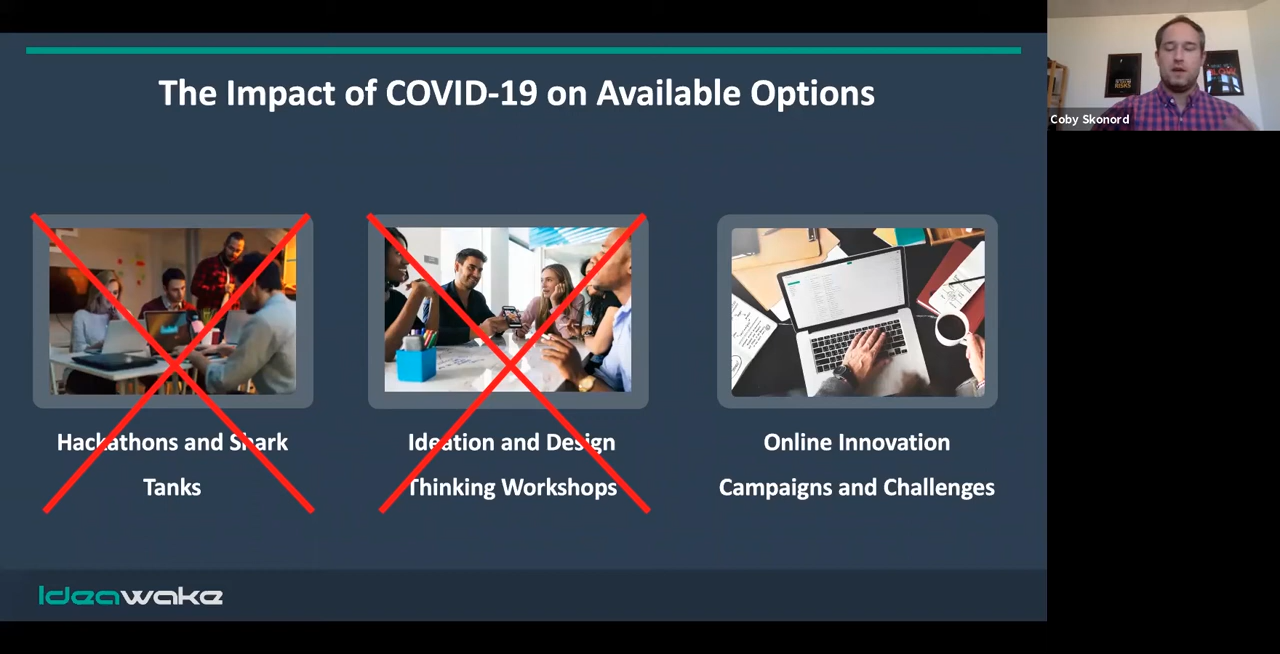 The Impact of COVID-19 on Available Options
Coby Skonord
Hackathons and Shark
Tanks
Ideation and Design
Thinking Workshops
Online Innovation
Campaigns and Challenges
Ideawake